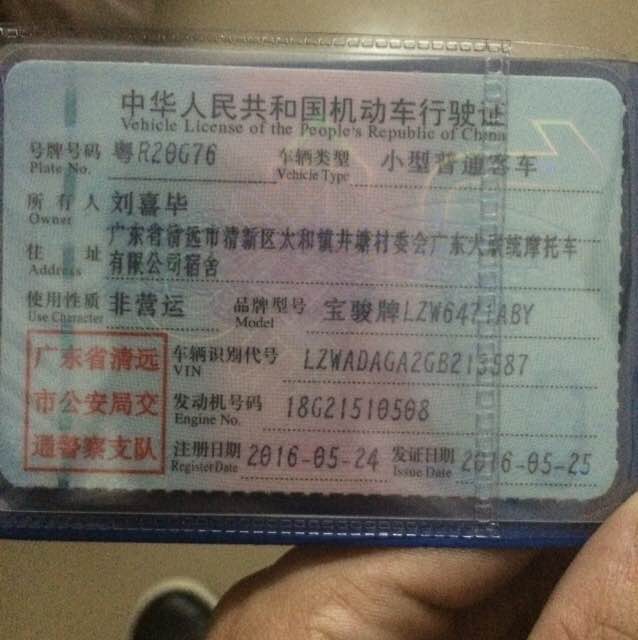 中华人民共和国机动车行驶证
Vehicle License of the People's Republic of China
号牌号码 粤R20G76 车辆类型 小型普通客车
Plate No. Vehicle Type
所有人 刘喜毕
Owner
住址 广东省清远市清新区太和镇井塘村委会广东大 摩托车
Address 有限公司宿舍
使用性质 非营运 品牌型号 宝骏牌LZW6471ABY
Use Character Model
广东省清远 车辆识别代号 LZWADAGA2GB213587
VIN
市公安局交 发动机号码 18G21510508
Engine No.
通警察支队 注册日期 2016-05-24 发证日期 2016-05-25
Register Date Issue Date